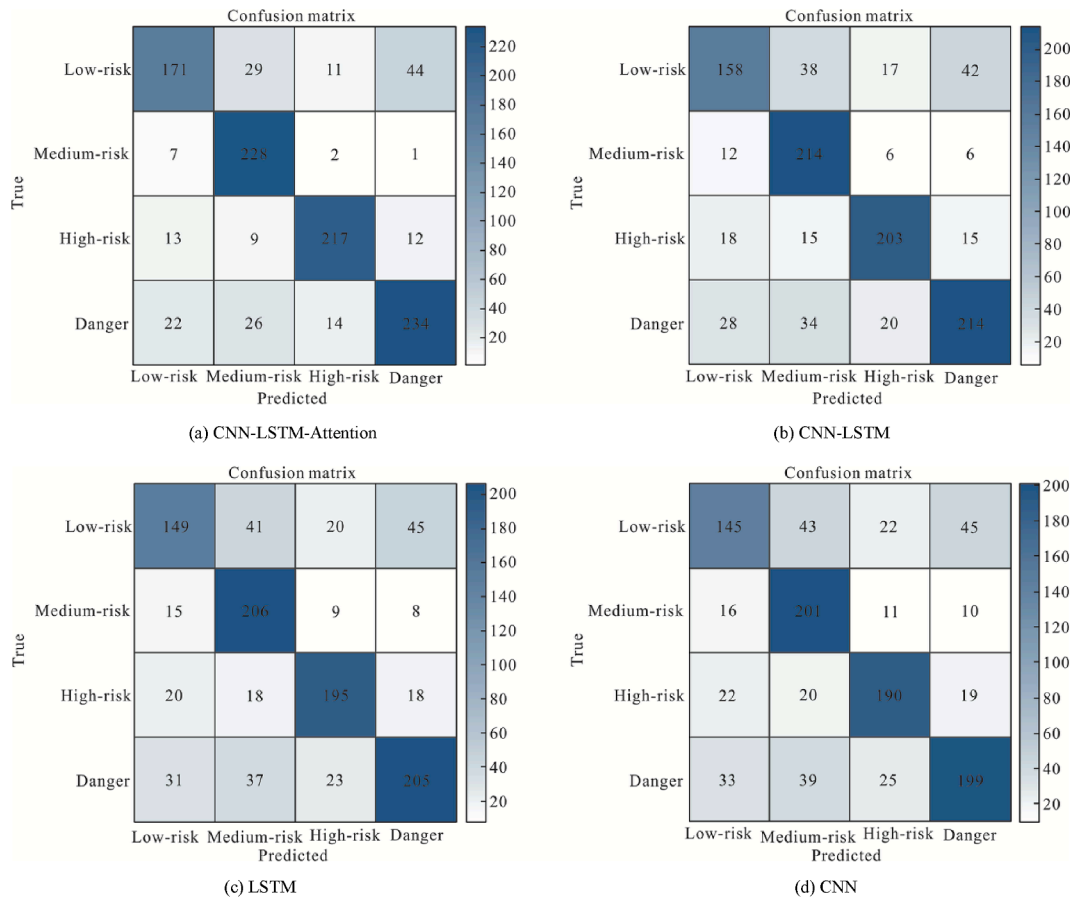 Confusion matrix
True
Low-risk 171 29 11 44
Medium-risk 7 228 2 1
High-risk 13 9 217 12
Danger 22 26 14 234
Low-risk Medium-risk High-risk Danger
Predicted
220
200
180
160
140
120
100
80
60
40
20
(a) CNN-LSTM-Attention
Confusion matrix
True
Low-risk 158 38 17 42
Medium-risk 12 214 6 6
High-risk 18 15 203 15
Danger 28 34 20 214
Low-risk Medium-risk High-risk Danger
Predicted
200
180
160
140
120
100
80
60
40
20
(b) CNN-LSTM
Confusion matrix
True
Low-risk 149 41 20 45
Medium-risk 15 206 9 8
High-risk 20 18 195 18
Danger 31 37 23 205
Low-risk Medium-risk High-risk Danger
Predicted
200
180
160
140
120
100
80
60
40
20
(c) LSTM
Confusion matrix
True
Low-risk 145 43 22 45
Medium-risk 16 201 11 10
High-risk 22 20 190 19
Danger 33 39 25 199
Low-risk Medium-risk High-risk Danger
Predicted
200
180
160
140
120
100
80
60
40
20
(d) CNN